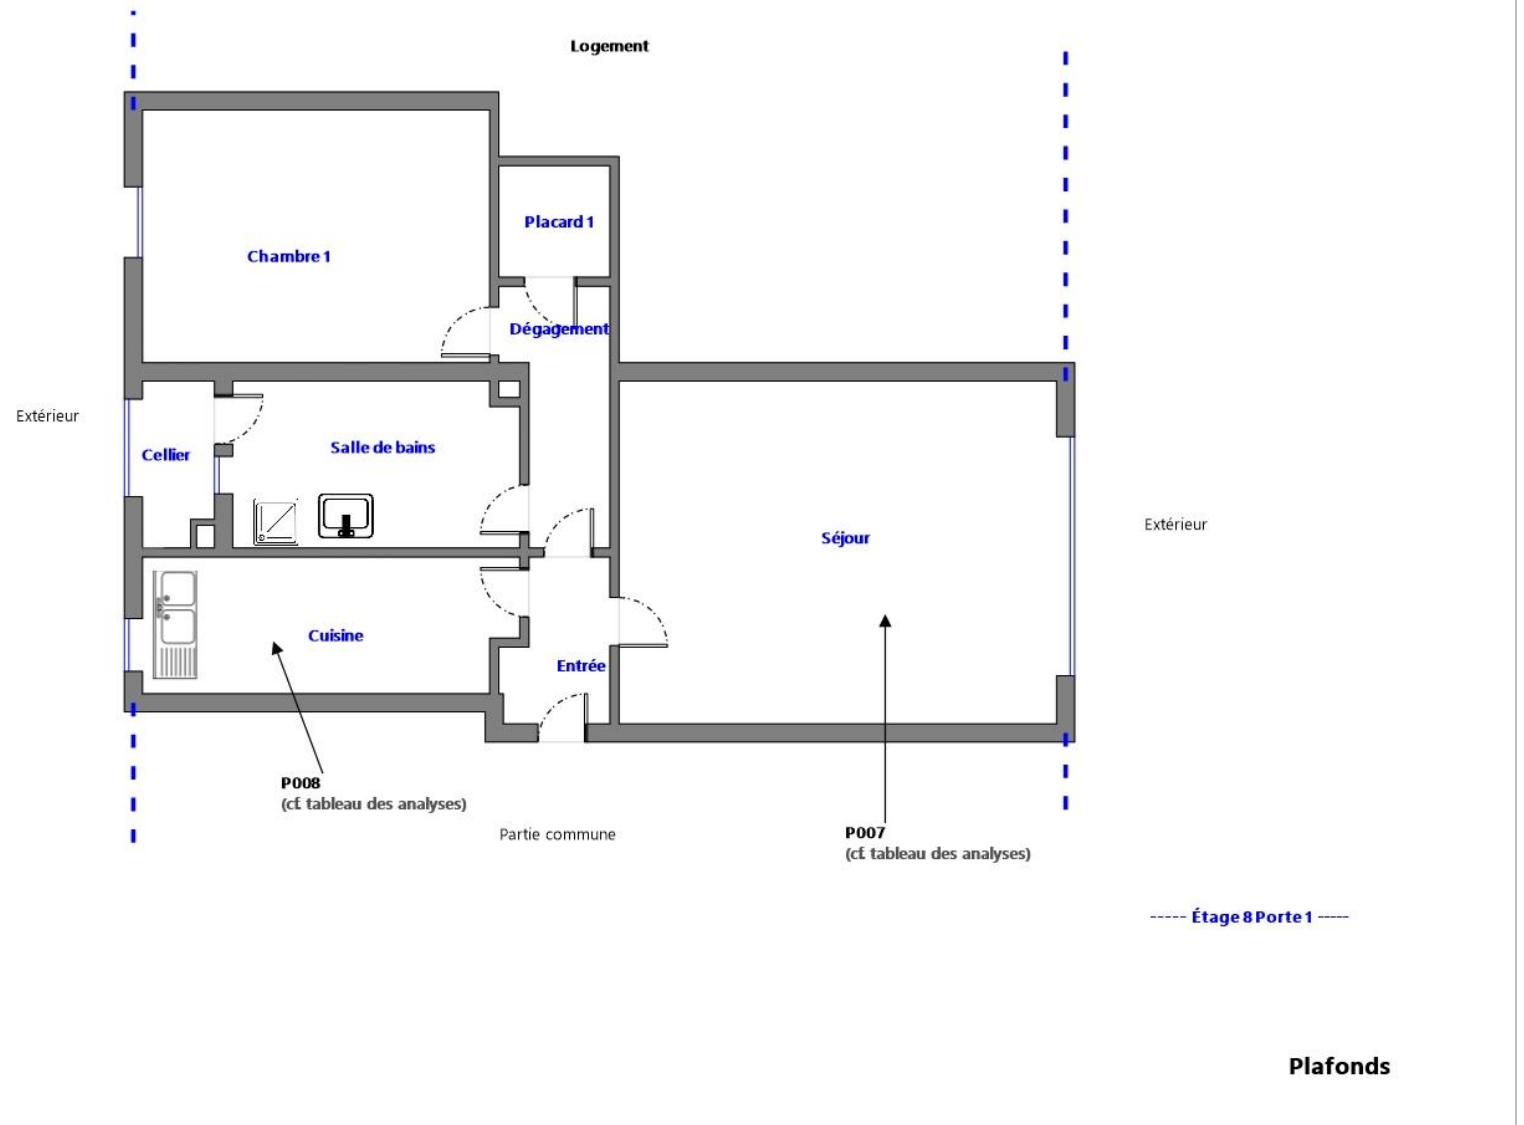 Logement
Placard 1
Chambre 1
Dégagement
Extérieur
Salle de bains
Cellier
Extérieur
Séjour
Cuisine
Entrée
P008
(cf. tableau des analyses)
Partie commune
P007
(cf. tableau des analyses)
----- Étage 8 Porte 1 -----
Plafonds